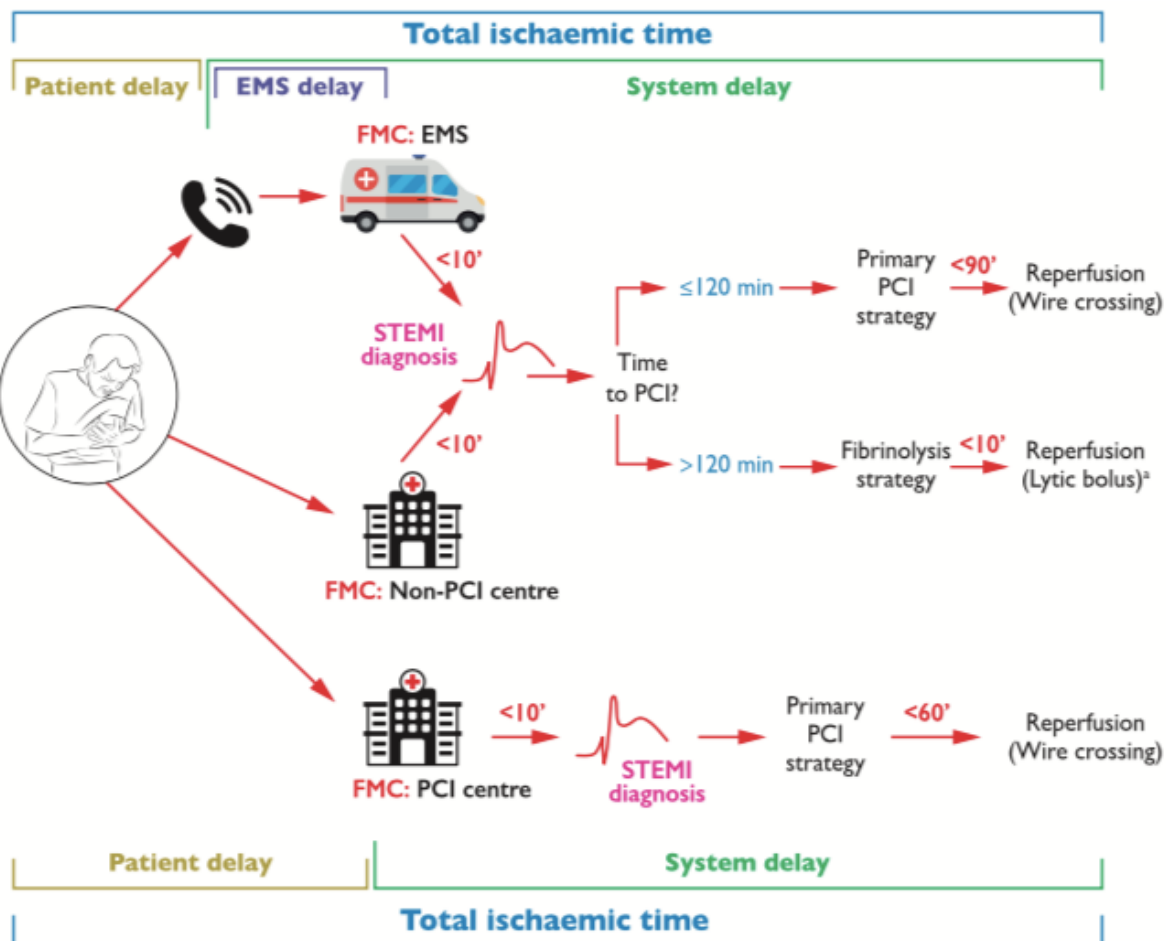 Total ischaemic time
Patient delay
EMS delay
System delay
FMC: EMS
<10'
STEMI
diagnosis
<10'
Time
to PCI?
≤120 min
Primary
PCI
strategy
<90'
Reperfusion
(Wire crossing)
>120 min
Fibrinolysis
strategy
<10'
Reperfusion
(Lytic bolus)ª
FMC: Non-PCI centre
FMC: PCI centre
<10'
STEMI
diagnosis
Primary
PCI
strategy
<60'
Reperfusion
(Wire crossing)
Patient delay
System delay
Total ischaemic time